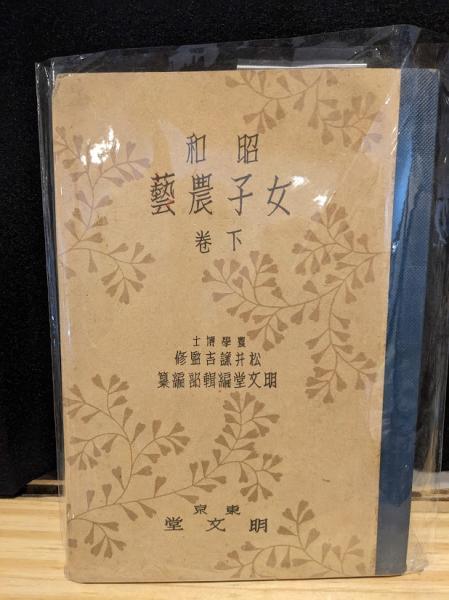 昭和
女子農藝
下卷
農學博士
松井謙吉監修
明文堂編輯部編纂
東京
明文堂